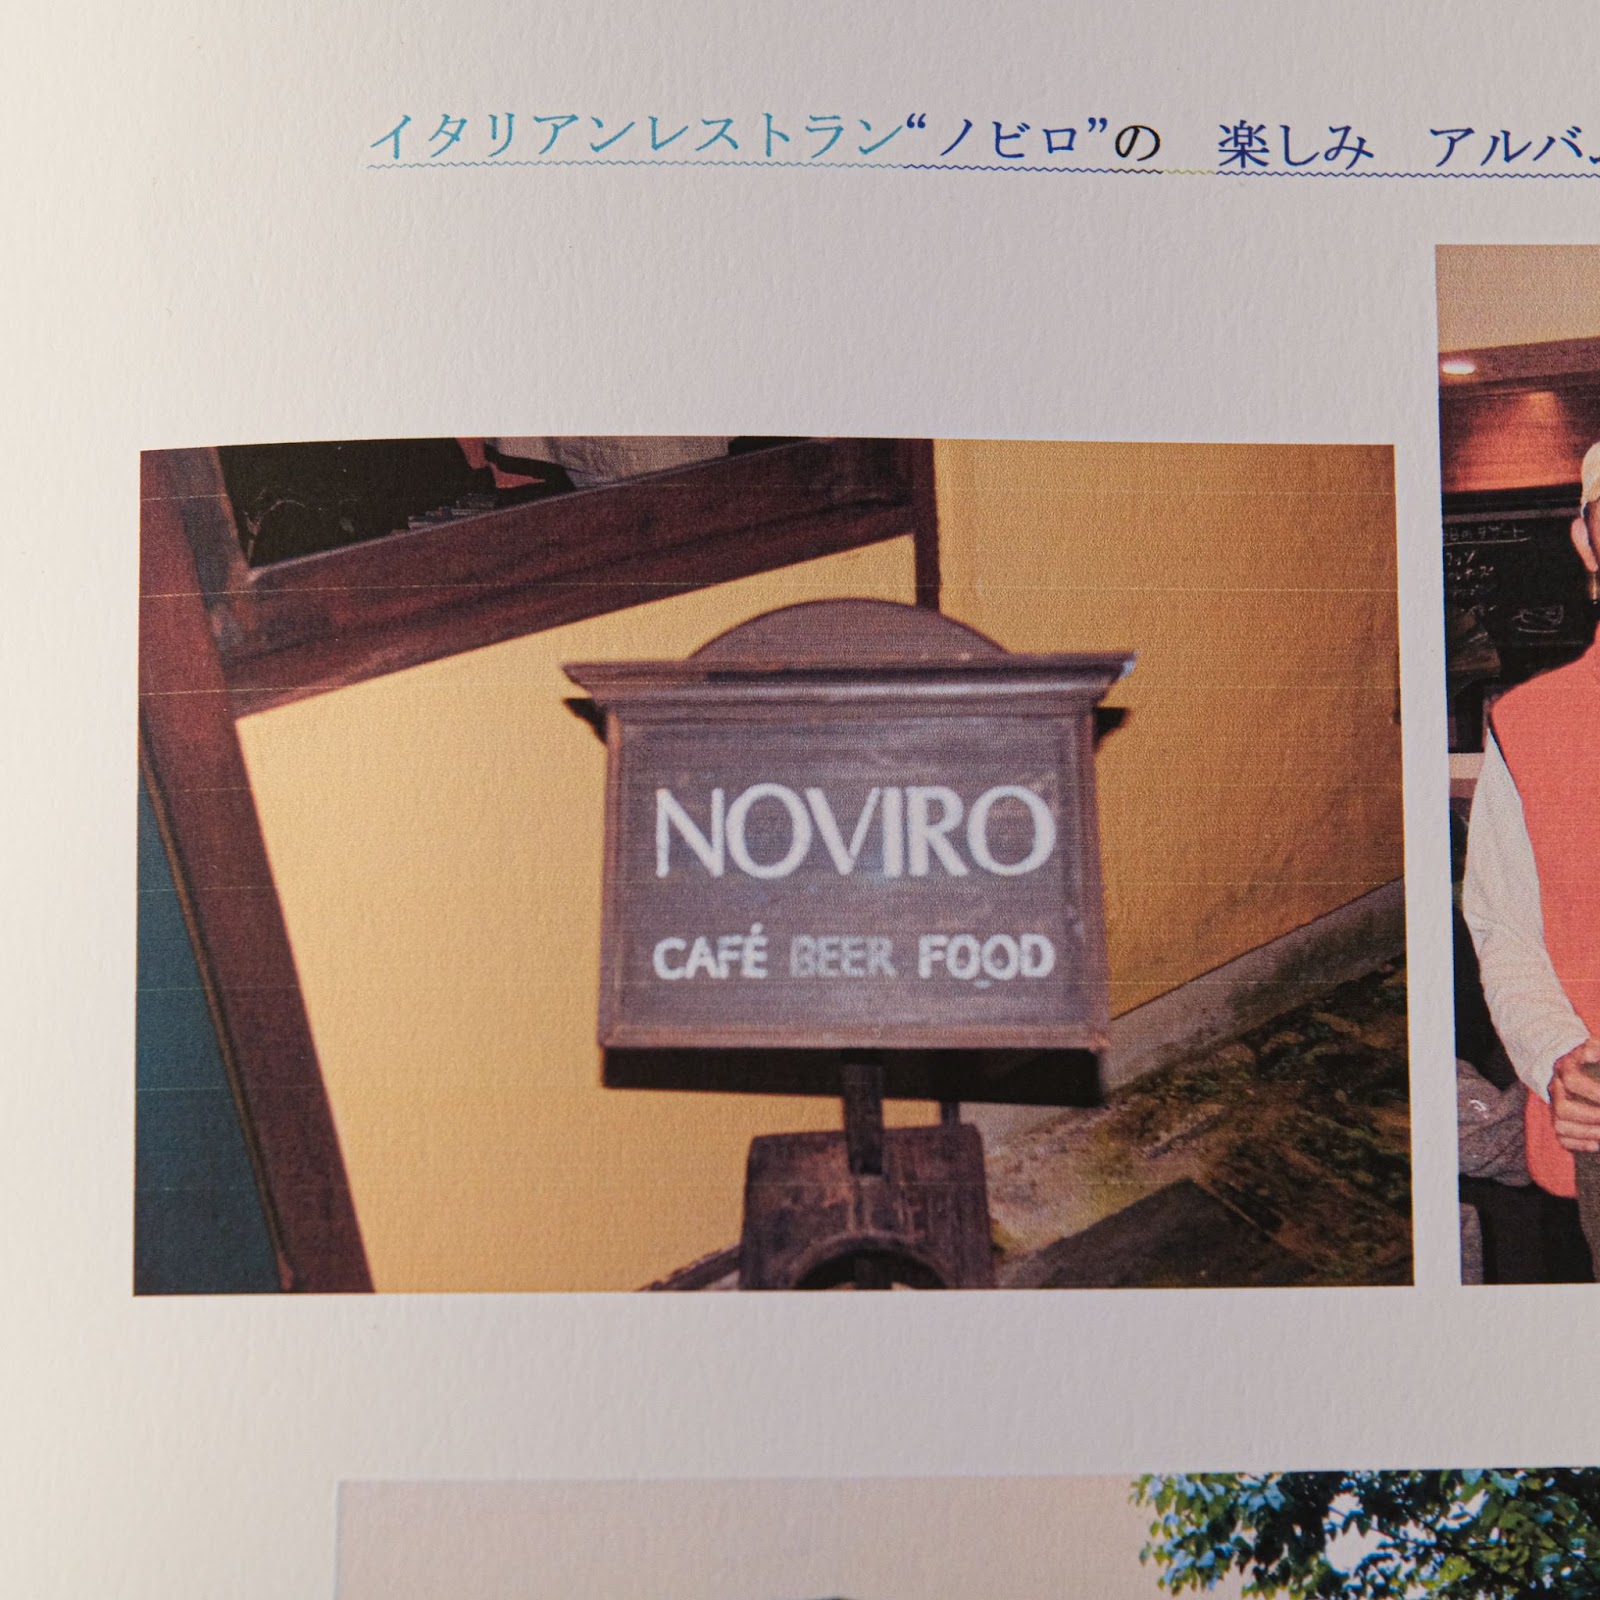 イタリアンレストラン“ノビロ”の　楽しみ　アルバム
NOVIRO
CAFÉ BEER FOOD